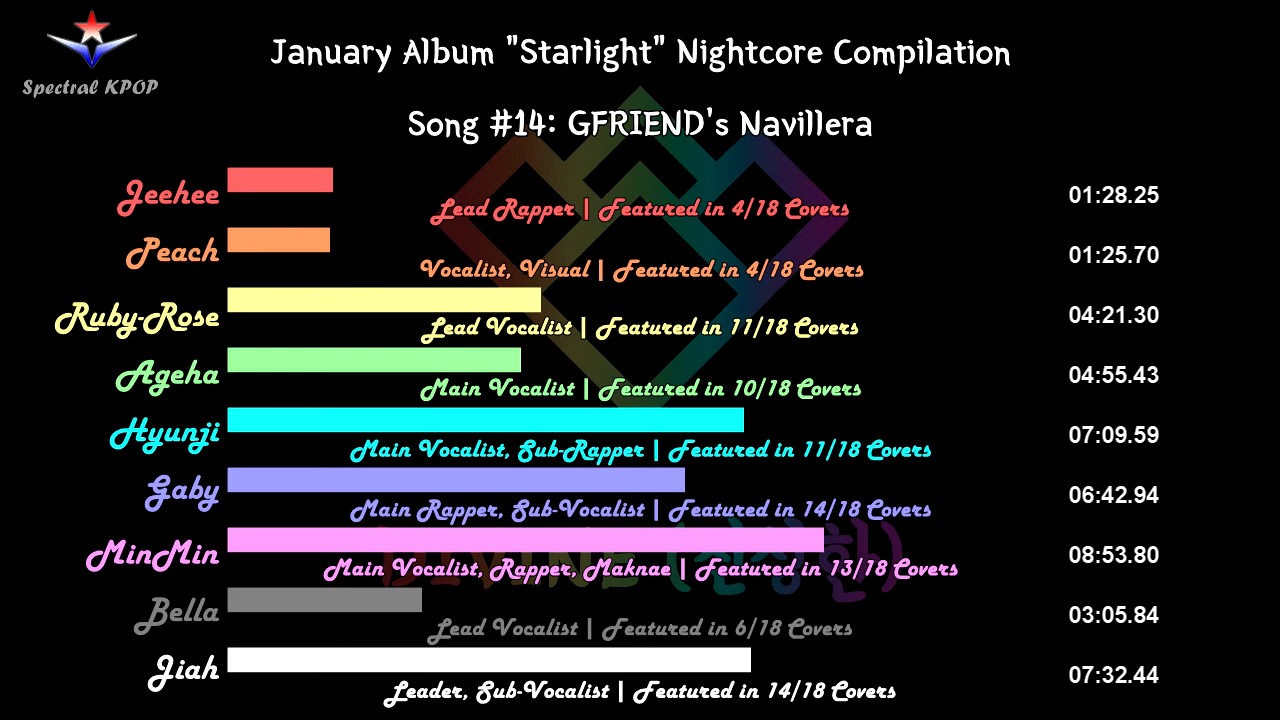 January Album "Starlight" Nightcore Compilation
Spectral KPOP
Song #14: GFRIEND's Navillera
Jeehee
01:28.25
Lead Rapper | Featured in 4/18 Covers
Peach
01:25.70
Vocalist, Visual | Featured in 4/18 Covers
Ruby-Rose
04:21.30
Lead Vocalist | Featured in 11/18 Covers
Ageha
04:55.43
Main Vocalist | Featured in 10/18 Covers
Hyunji
07:09.59
Main Vocalist, Sub-Rapper | Featured in 11/18 Covers
Gaby
06:42.94
Main Rapper, Sub-Vocalist | Featured in 14/18 Covers
MinMin
08:53.80
DIVINE (신성한)
Main Vocalist, Rapper, Maknae | Featured in 13/18 Covers
Bella
03:05.84
Lead Vocalist | Featured in 6/18 Covers
Jiah
07:32.44
Leader, Sub-Vocalist | Featured in 14/18 Covers